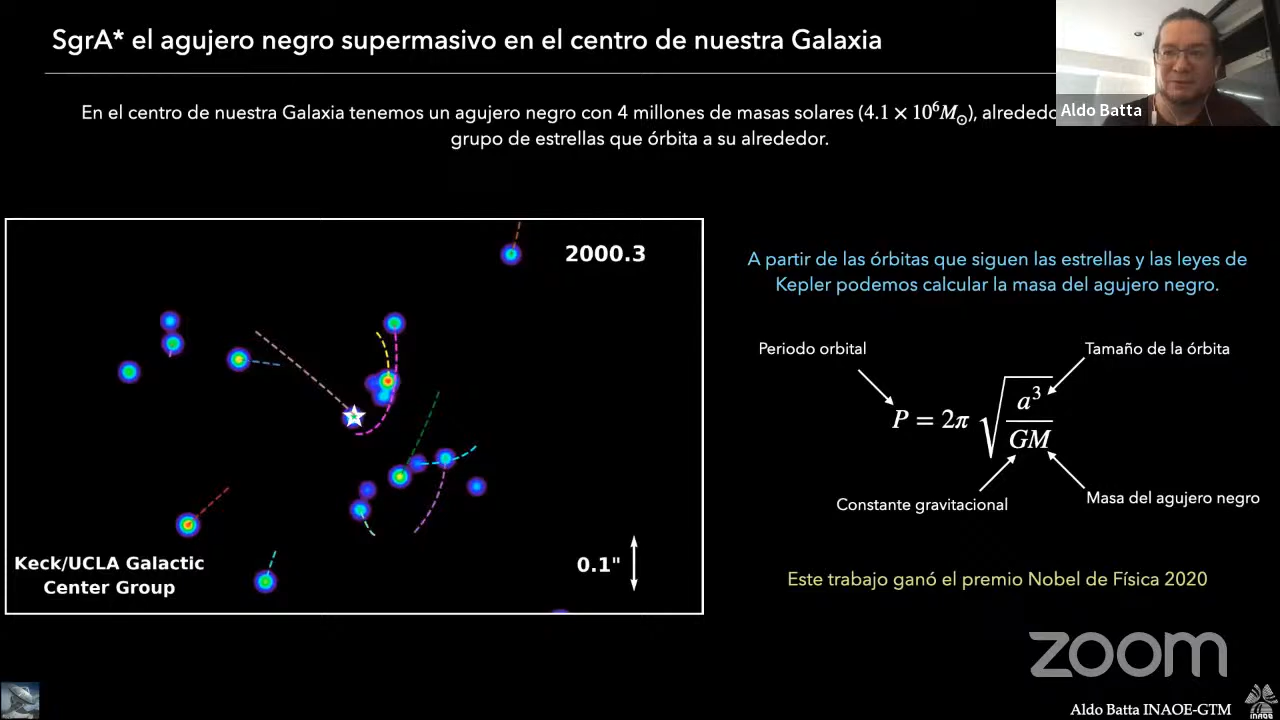 SgrA* el agujero negro supermasivo en el centro de nuestra Galaxia
Aldo Batta
En el centro de nuestra Galaxia tenemos un agujero negro con 4 millones de masas solares (4.1 × 10⁶M⊙),
grupo de estrellas que órbita a su alrededor.
2000.3
Keck/UCLA Galactic
Center Group
0.1"
A partir de las órbitas que siguen las estrellas y las leyes de
Kepler podemos calcular la masa del agujero negro.
Periodo orbital
Tamaño de la órbita
P = 2π √(a³/GM)
Constante gravitacional
Masa del agujero negro
Este trabajo ganó el premio Nobel de Física 2020
zoom
Aldo Batta INAOE-GTM